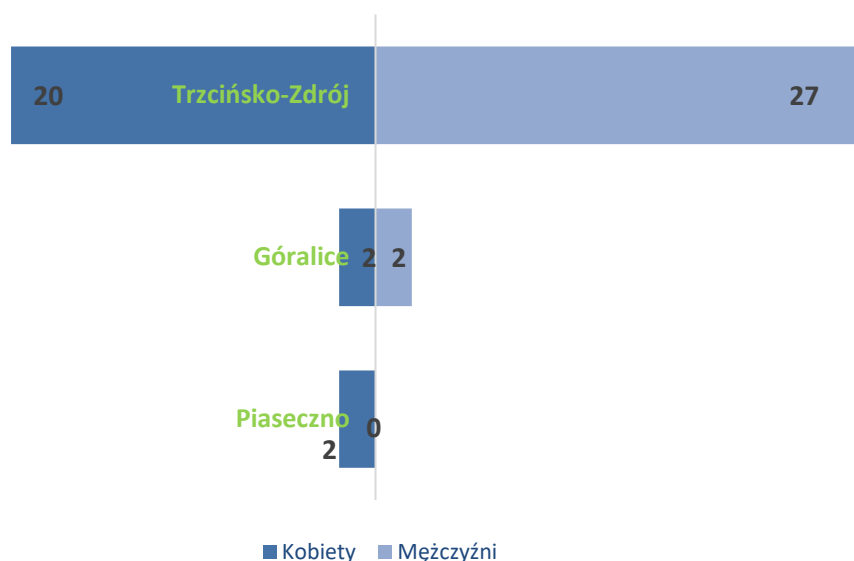 20 Trzcińsko-Zdrój 27
Góralice 2 2
Piaseczno 0
2
Kobiety Mężczyźni